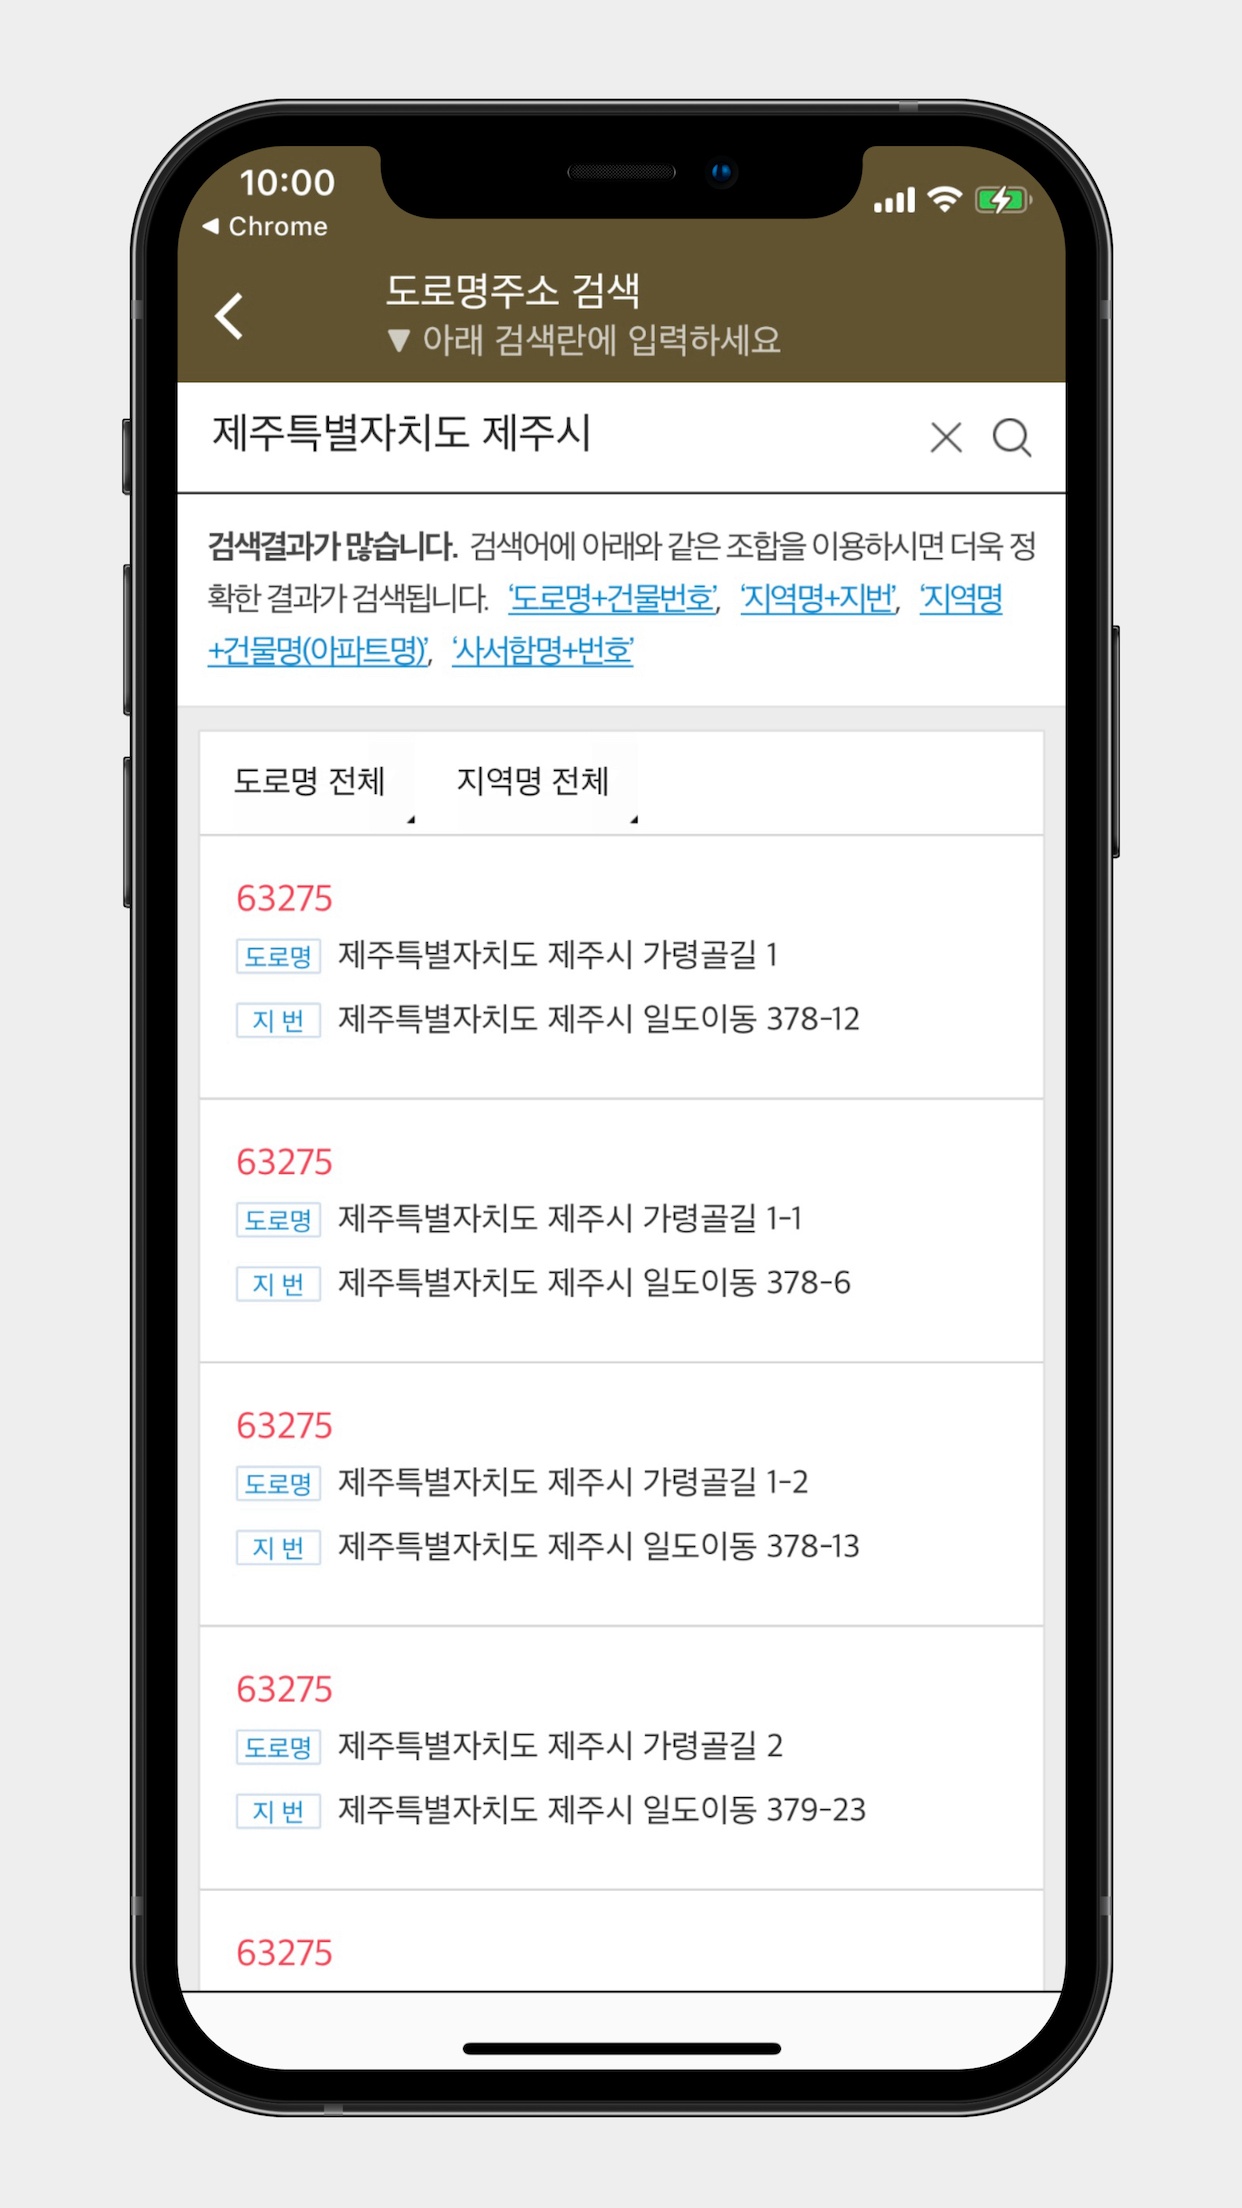 10:00
◀ Chrome
도로명주소 검색
▼ 아래 검색란에 입력하세요
제주특별자치도 제주시
검색결과가 많습니다. 검색어에 아래와 같은 조합을 이용하시면 더욱 정
확한 결과가 검색됩니다. ‘도로명+건물번호’, ‘지역명+지번’, ‘지역명
+건물명(아파트명)’, ‘사서함명+번호’
도로명 전체 지역명 전체
63275
도로명 제주특별자치도 제주시 가령골길 1
지 번 제주특별자치도 제주시 일도이동 378-12
63275
도로명 제주특별자치도 제주시 가령골길 1-1
지 번 제주특별자치도 제주시 일도이동 378-6
63275
도로명 제주특별자치도 제주시 가령골길 1-2
지 번 제주특별자치도 제주시 일도이동 378-13
63275
도로명 제주특별자치도 제주시 가령골길 2
지 번 제주특별자치도 제주시 일도이동 379-23
63275